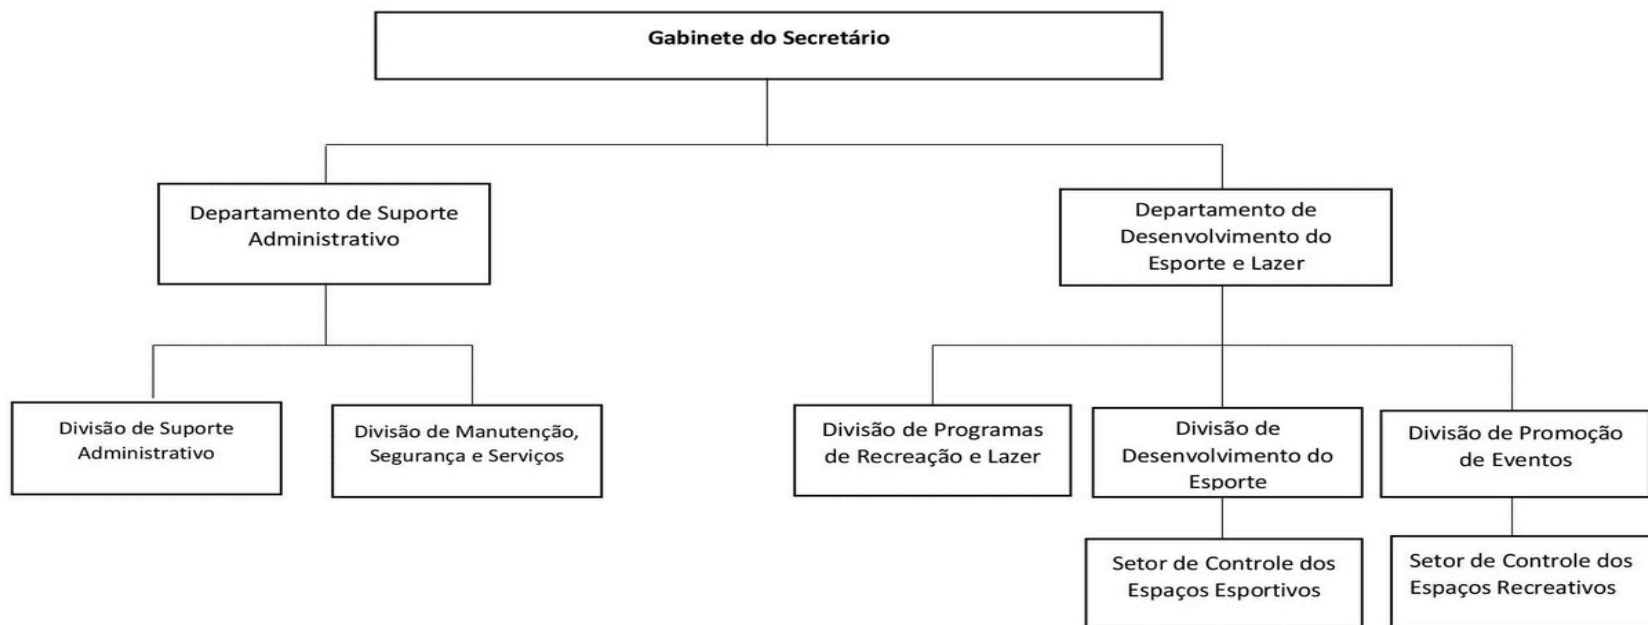 Gabinete do Secretário
Departamento de Suporte
Administrativo
Departamento de
Desenvolvimento do
Esporte e Lazer
Divisão de Suporte
Administrativo
Divisão de Manutenção,
Segurança e Serviços
Divisão de Programas
de Recreação e Lazer
Divisão de
Desenvolvimento do
Esporte
Divisão de Promoção
de Eventos
Setor de Controle dos
Espaços Esportivos
Setor de Controle dos
Espaços Recreativos